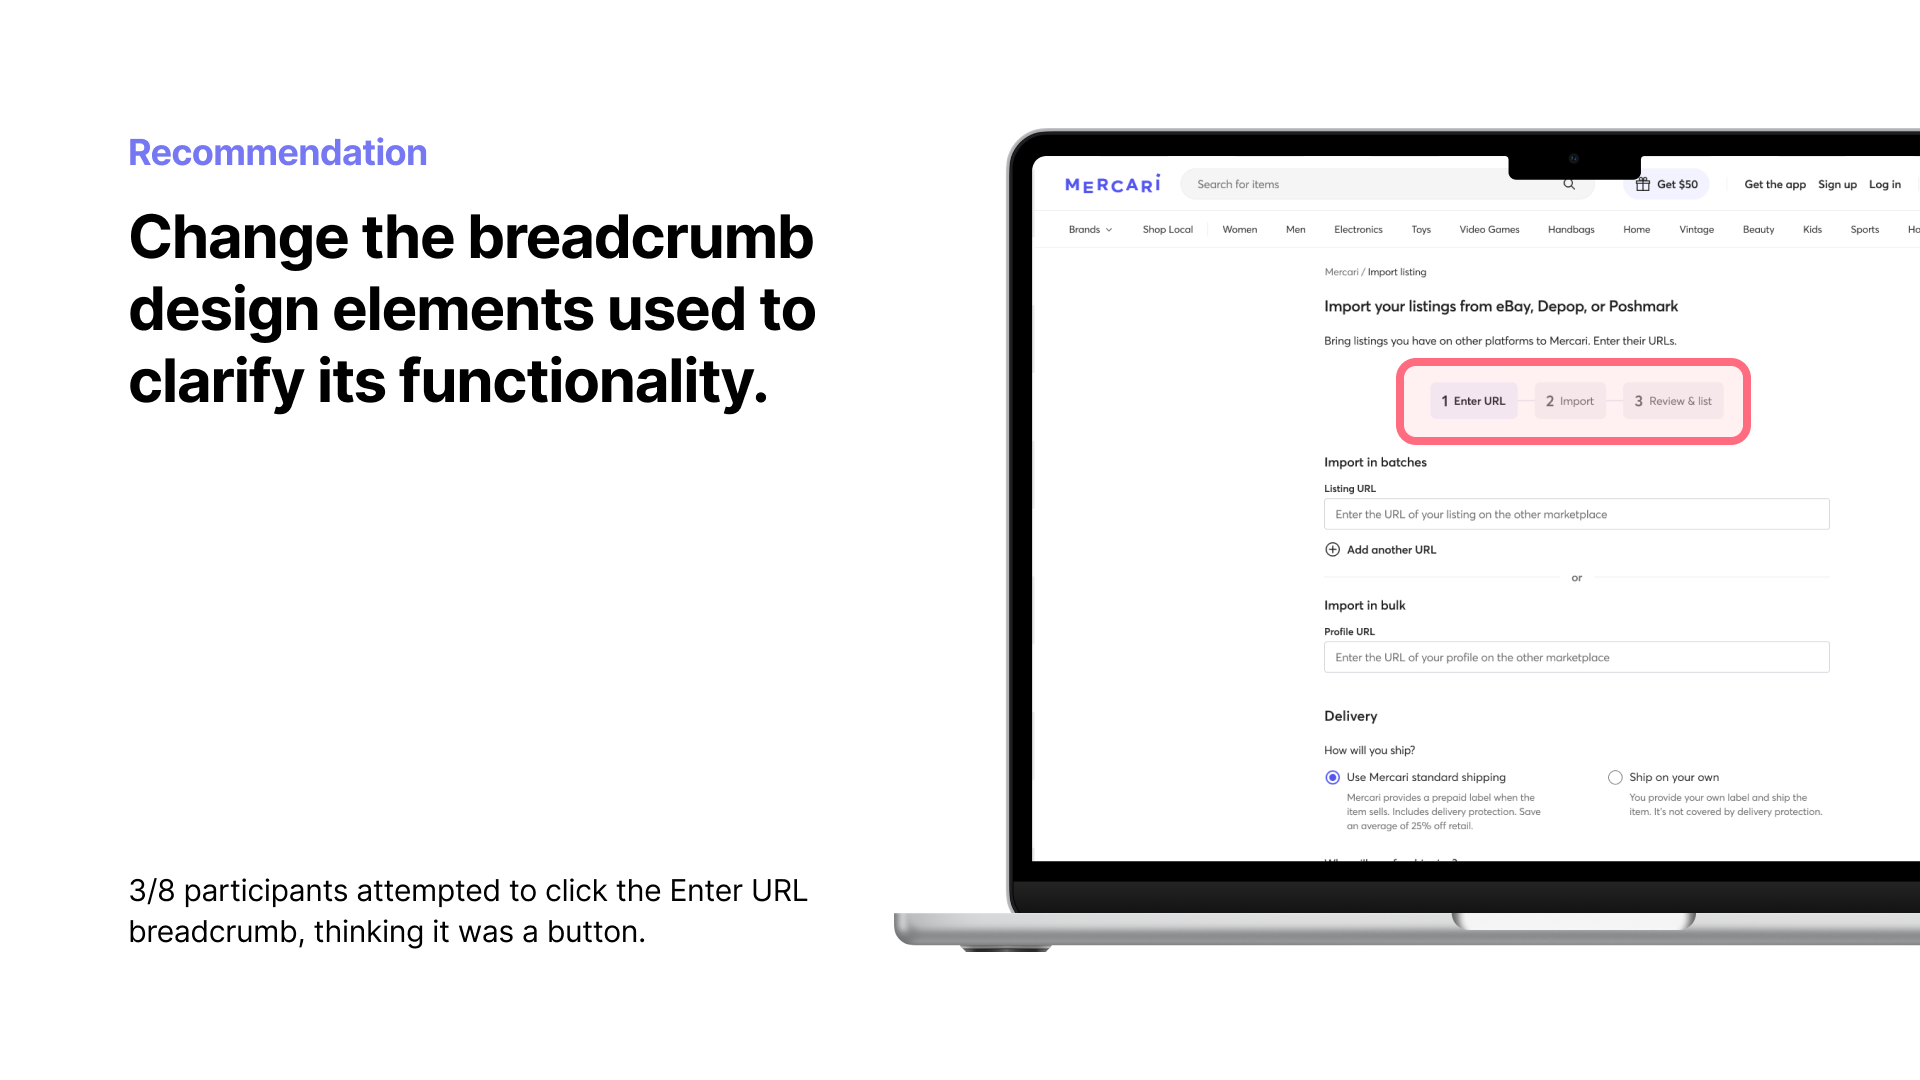 Recommendation
Change the breadcrumb
design elements used to
clarify its functionality.
3/8 participants attempted to click the Enter URL
breadcrumb, thinking it was a button.
MERCARI
Search for items
Get $50
Get the app Sign up Log in
Brands Shop Local Women Men Electronics Toys Video Games Handbags Home Vintage Beauty Kids Sports
Mercari / Import listing
Import your listings from eBay, Depop, or Poshmark
Bring listings you have on other platforms to Mercari. Enter their URLs.
1 Enter URL 2 Import 3 Review & list
Import in batches
Listing URL
Enter the URL of your listing on the other marketplace
Add another URL
or
Import in bulk
Profile URL
Enter the URL of your profile on the other marketplace
Delivery
How will you ship?
Use Mercari standard shipping
Mercari provides a prepaid label when the
item sells. Includes delivery protection. Save
an average of 25% off retail.
Ship on your own
You provide your own label and ship the
item. It's not covered by delivery protection.